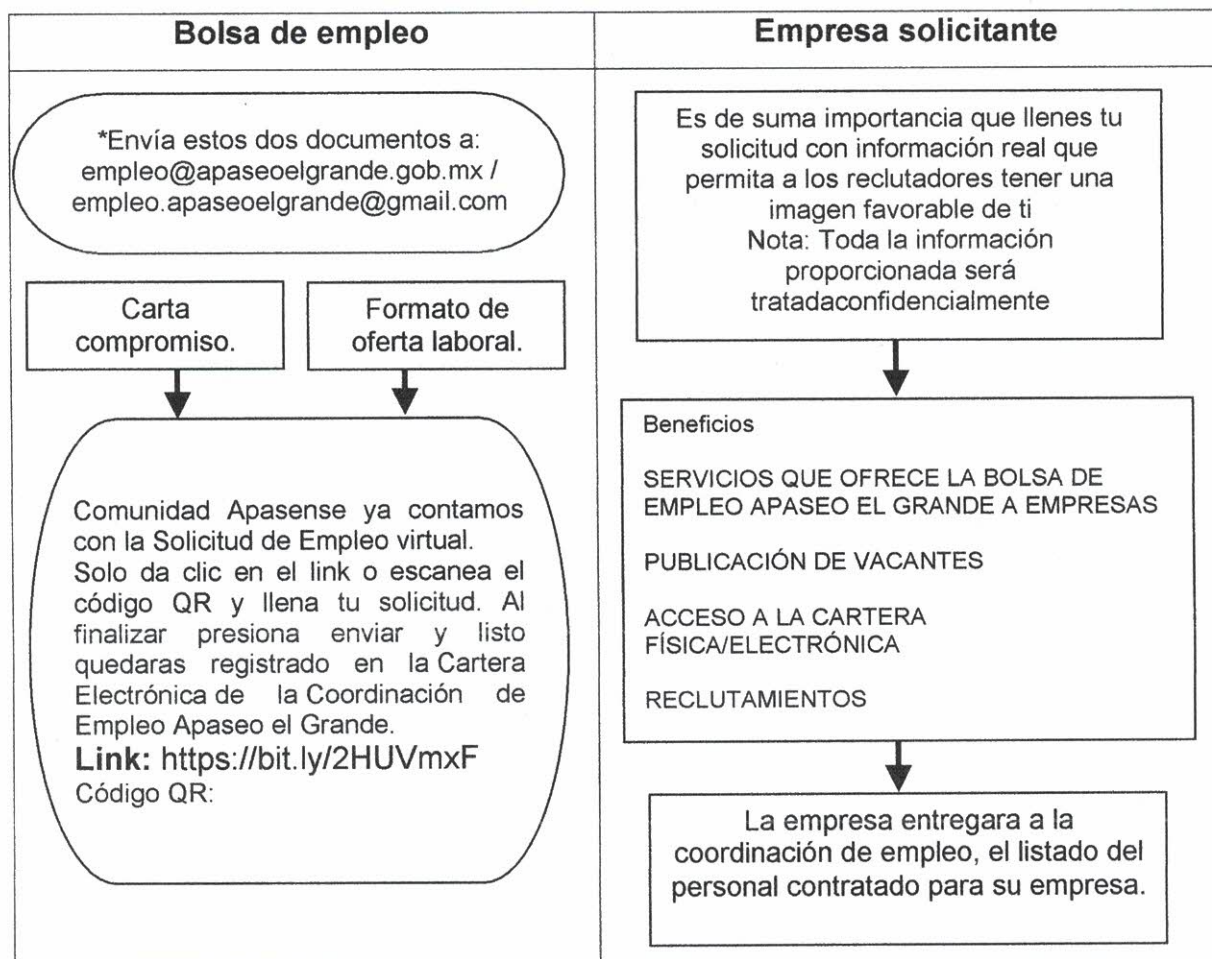 Bolsa de empleo
Empresa solicitante
*Envía estos dos documentos a:
empleo@apaseoelgrande.gob.mx /
empleo.apaseoelgrande@gmail.com
Carta
compromiso.
Formato de
oferta laboral.
Comunidad Apasense ya contamos
con la Solicitud de Empleo virtual.
Solo da clic en el link o escanea el
código QR y llena tu solicitud. Al
finalizar presiona enviar y listo
quedaras registrado en la Cartera
Electrónica de la Coordinación de
Empleo Apaseo el Grande.
Link: https://bit.ly/2HUVmxF
Código QR:
Es de suma importancia que llenes tu
solicitud con información real que
permita a los reclutadores tener una
imagen favorable de ti
Nota: Toda la información
proporcionada será
tratadaconfidencialmente
Beneficios
SERVICIOS QUE OFRECE LA BOLSA DE
EMPLEO APASEO EL GRANDE A EMPRESAS
PUBLICACIÓN DE VACANTES
ACCESO A LA CARTERA
FÍSICA/ELECTRÓNICA
RECLUTAMIENTOS
La empresa entregara a la
coordinación de empleo, el listado del
personal contratado para su empresa.